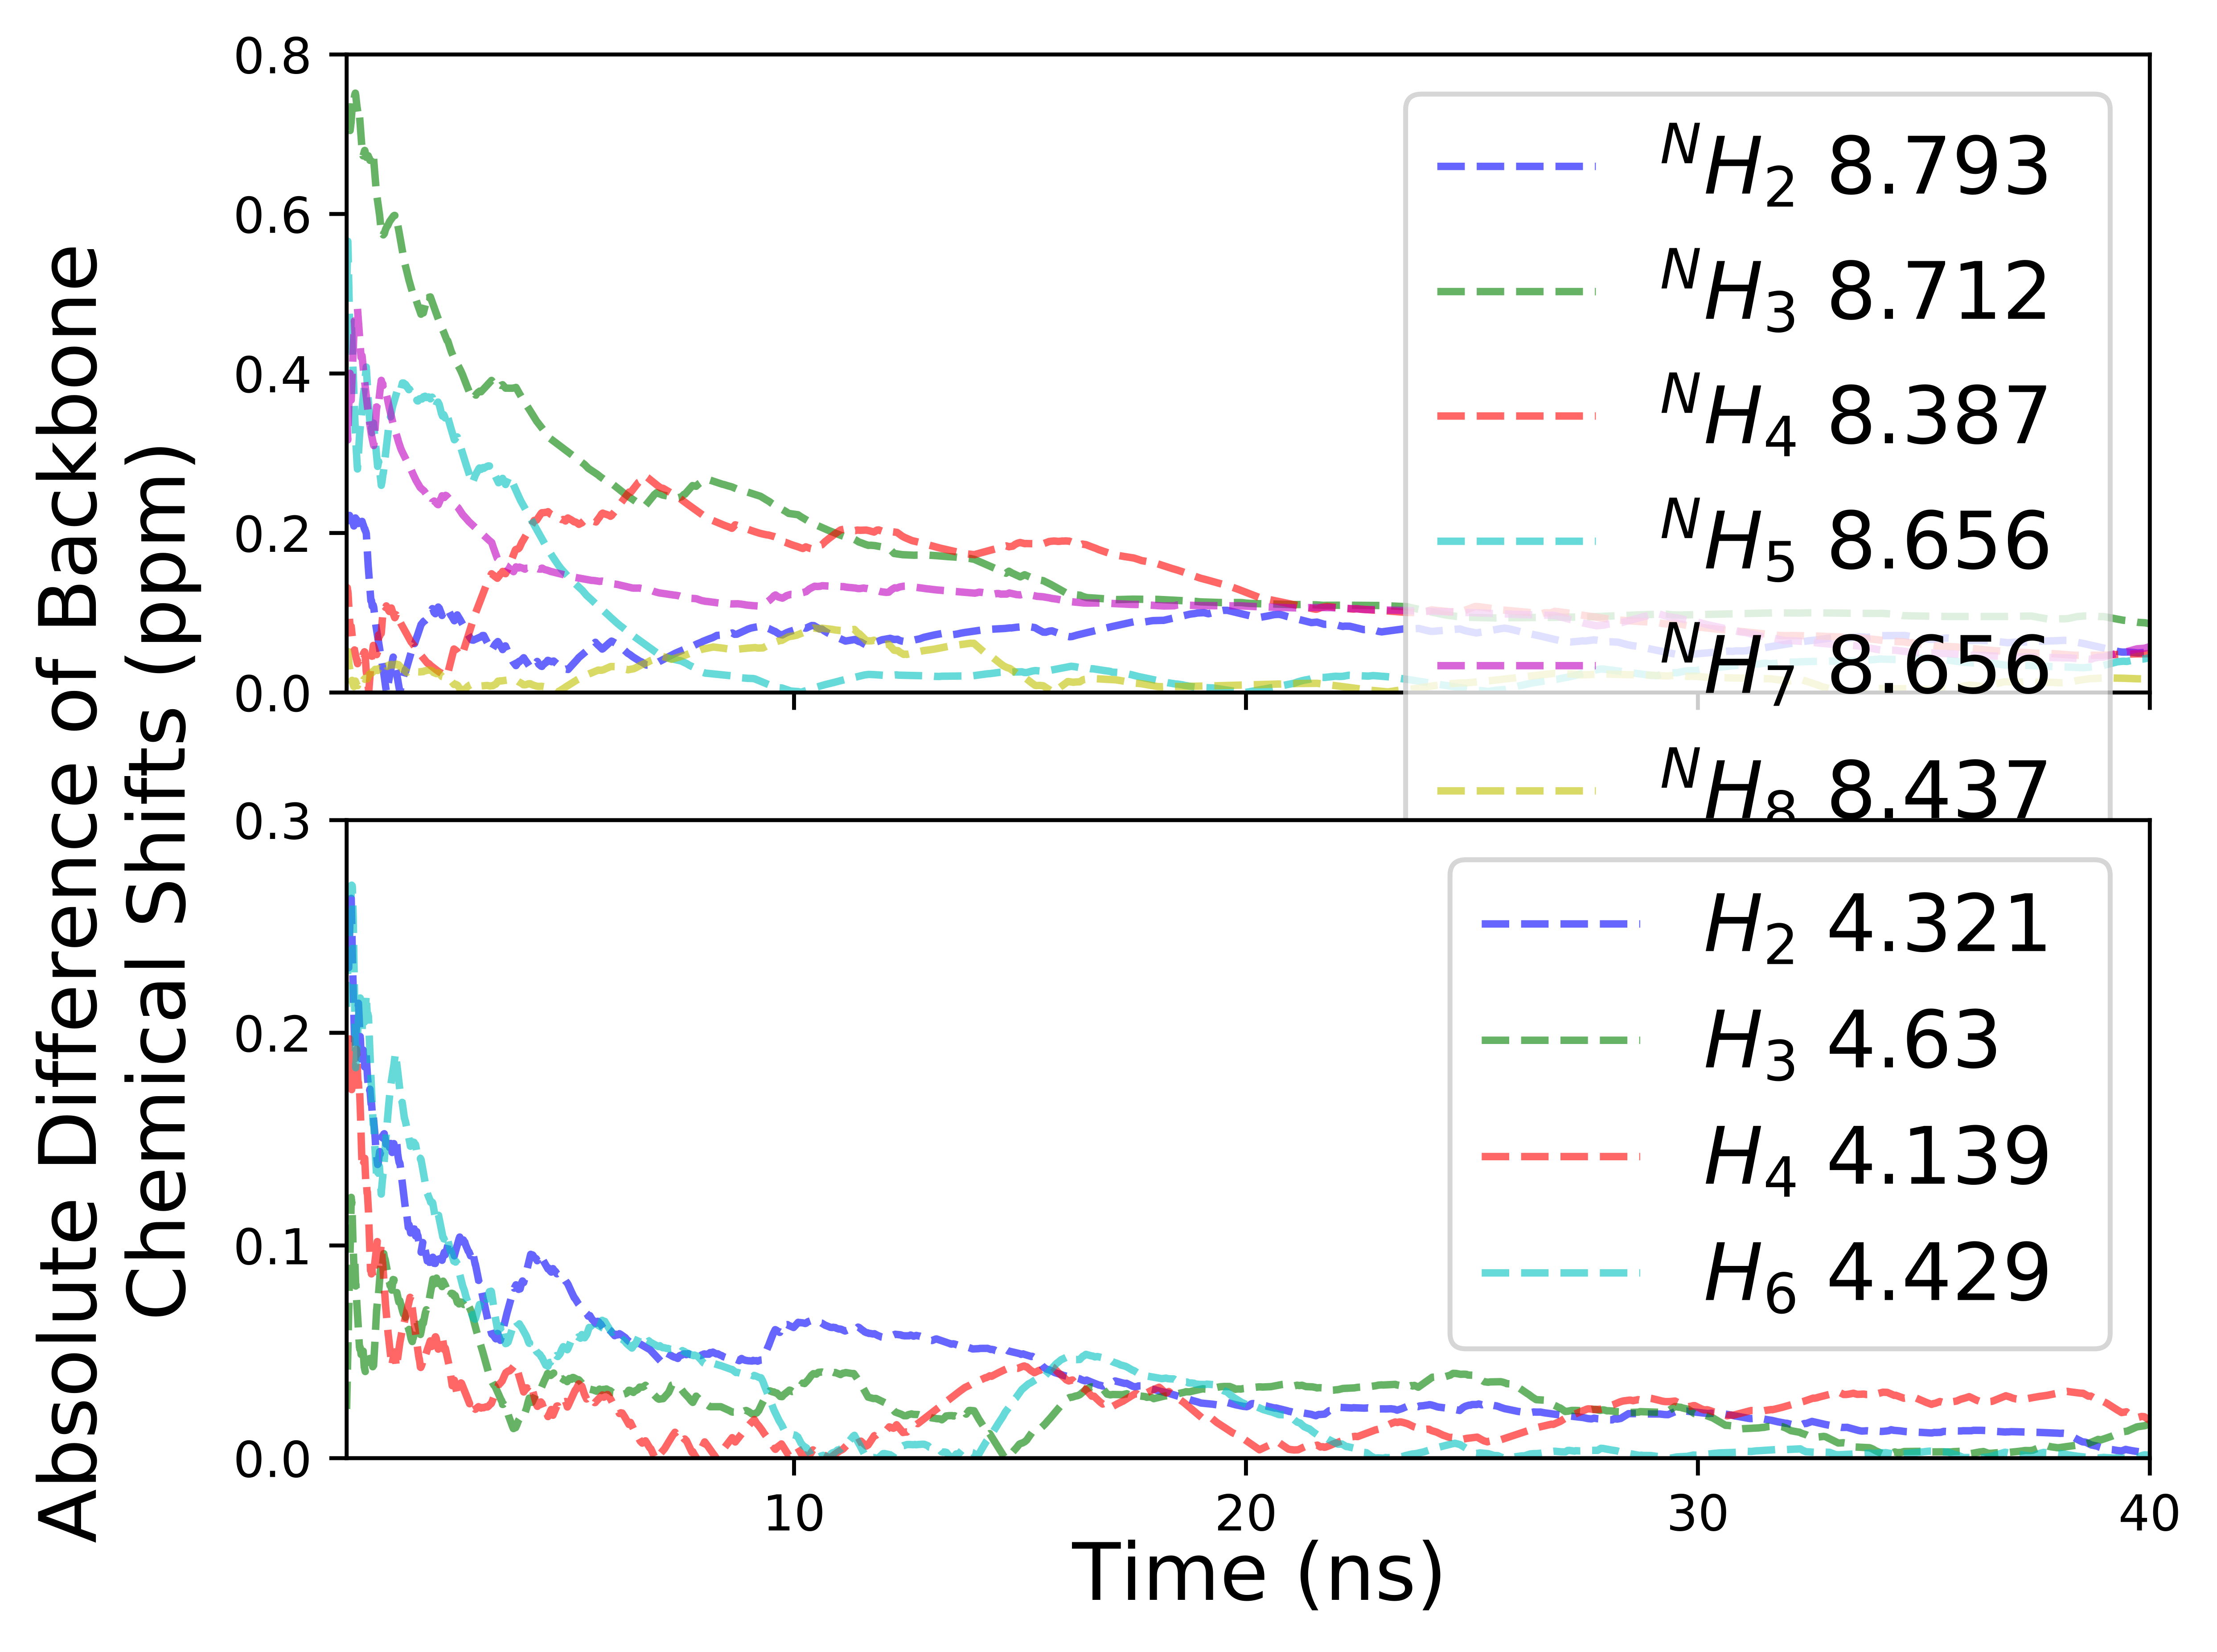 Absolute Difference of Backbone
Chemical Shifts (ppm)
0.8
0.6
0.4
0.2
0.0
ᴺH₂ 8.793
ᴺH₃ 8.712
ᴺH₄ 8.387
ᴺH₅ 8.656
ᴺH₇ 8.656
ᴺH₈ 8.437
0.3
0.2
0.1
0.0
H₂ 4.321
H₃ 4.63
H₄ 4.139
H₆ 4.429
10 20 30 40
Time (ns)